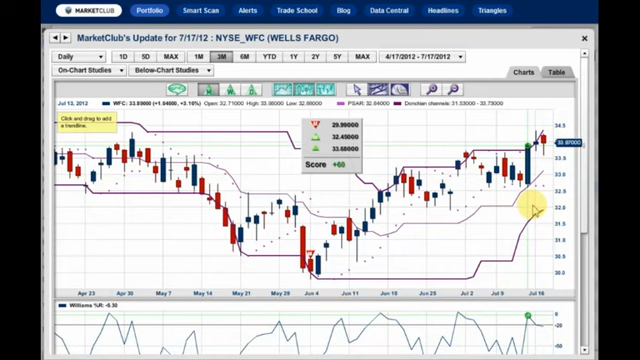 MARKETCLUB Portfolio Smart Scan Alerts Trade School Blog Data Central Headlines Triangles
MarketClub's Update for 7/17/12 : NYSE_WFC (WELLS FARGO)
Daily 1D 5D MAX 1M 3M 6M YTD 1Y 2Y 5Y MAX 4/17/2012 - 7/17/2012
On-Chart Studies Below-Chart Studies Charts Table
Jul 13, 2012 WFC: 33.93000 (+1.04000, +3.16%) Open: 32.71000 High: 33.98000 Low: 32.68000 PSAR: 32.64000 Donchian channels: 31.53000 - 33.73000
Click and drag to add
a trendline.
29.99000
32.49000
33.68000
Score +60
34.5
33.97000
33.5
33.0
32.5
32.0
31.5
31.0
30.5
30.0
Apr 23 Apr 30 May 7 May 14 May 21 May 29 Jun 4 Jun 11 Jun 18 Jun 25 Jul 2 Jul 9 Jul 16
Williams %R: -6.30
0
-20